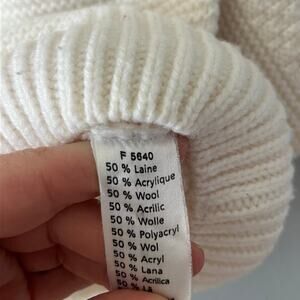 F 5640
50 % Laine
50 % Acrylique
50 % Wool
50 % Acrilic
50 % Wolle
50 % Polyacryl
50 % Wol
50 % Acryl
50 % Lana
50 % Acrilica